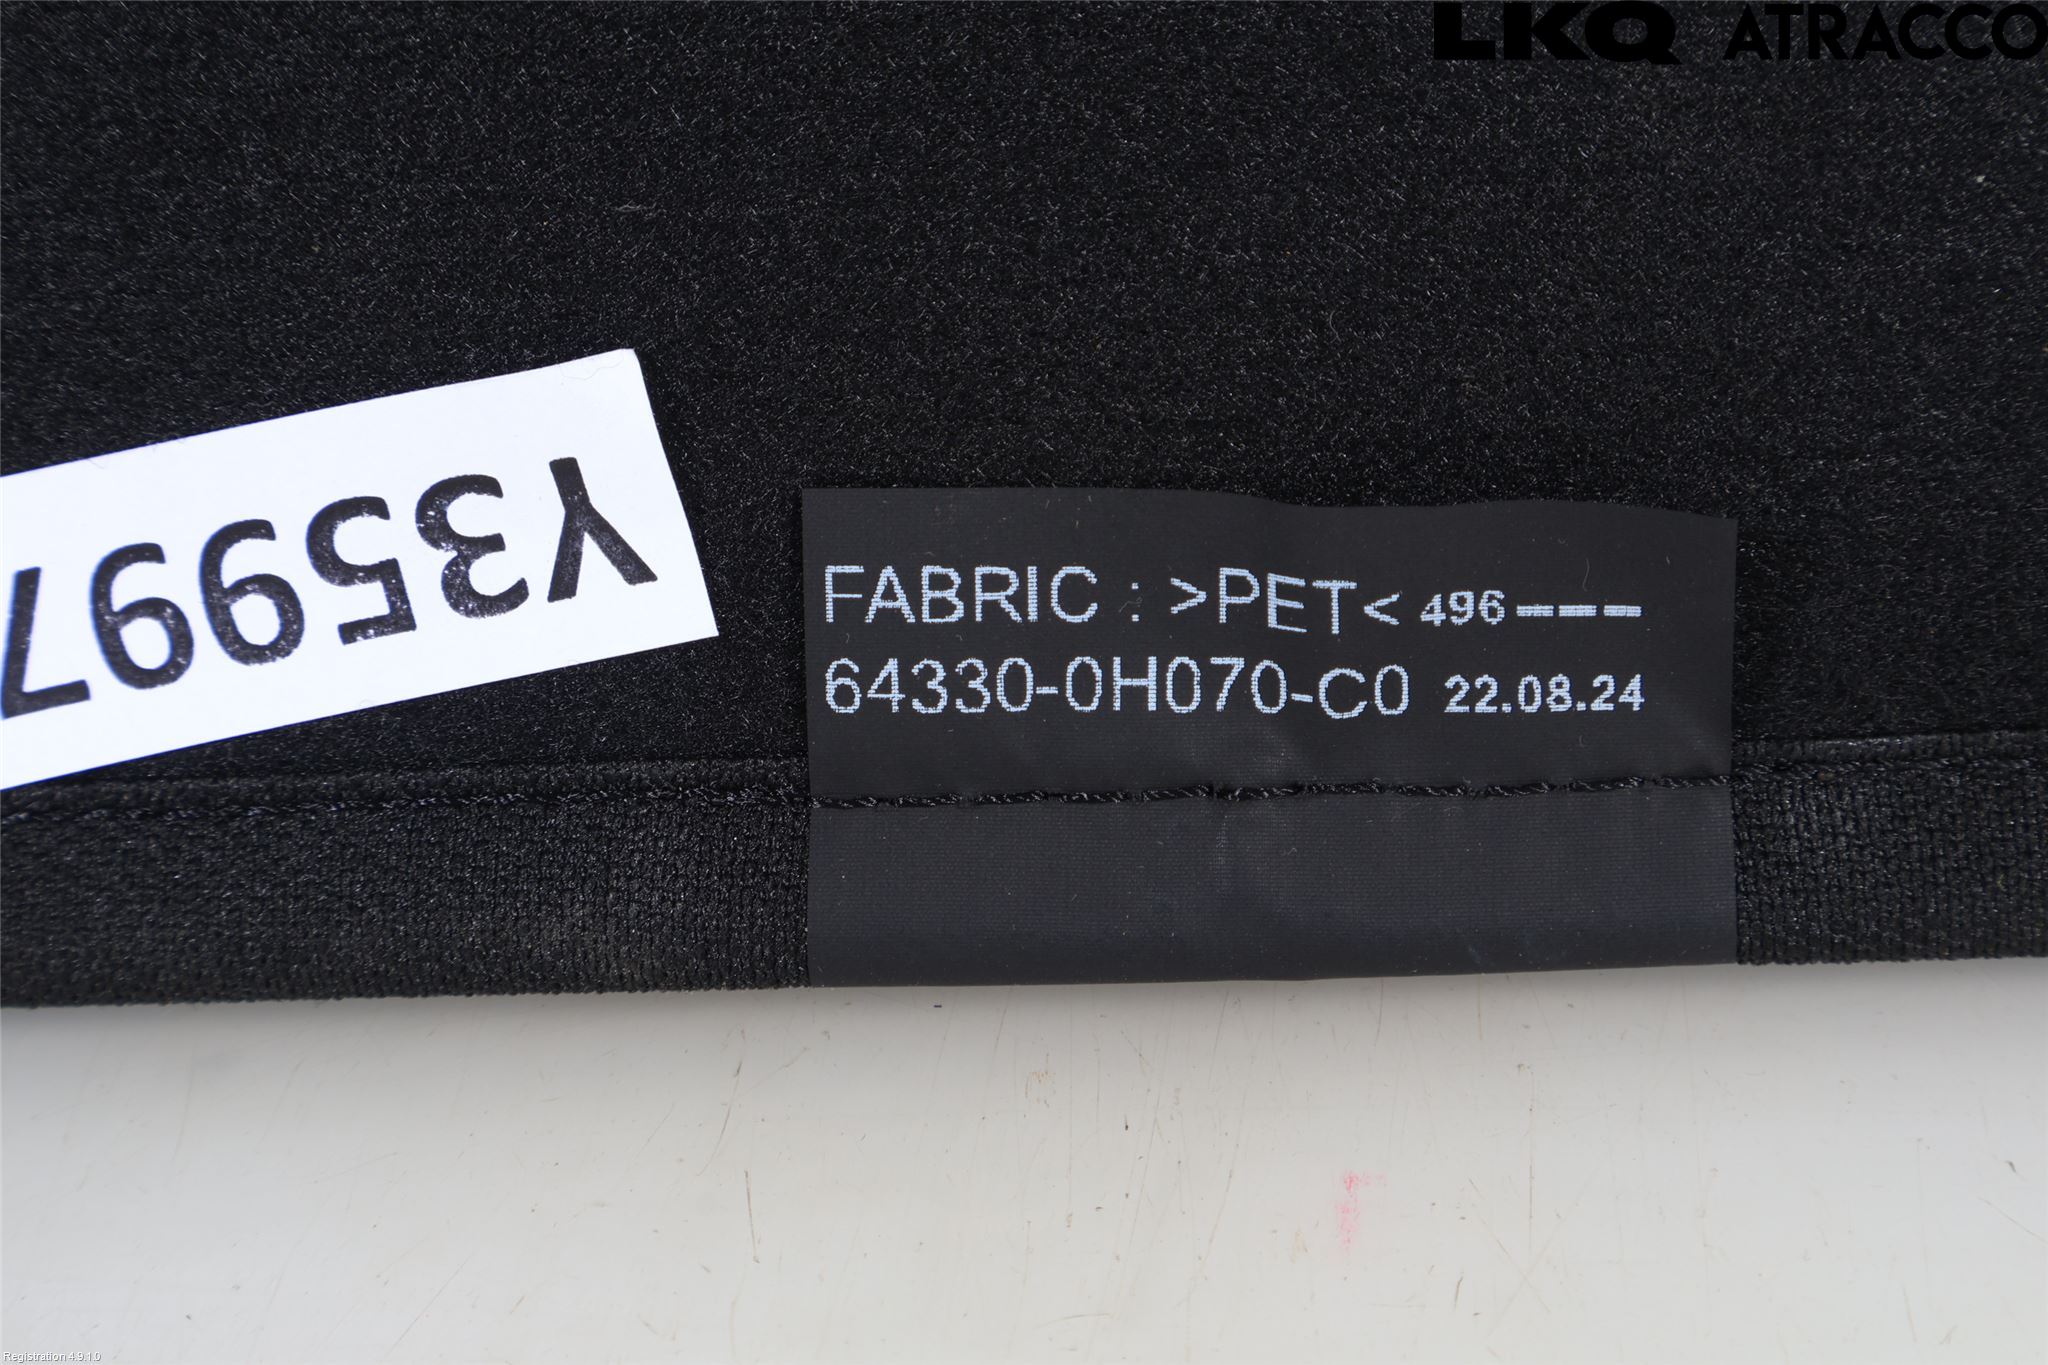 LKQ ATRACCO
Y35997
FABRIC : >PET< 496---
64330-0H070-C0 22.08.24
Registration 4.9.1.0